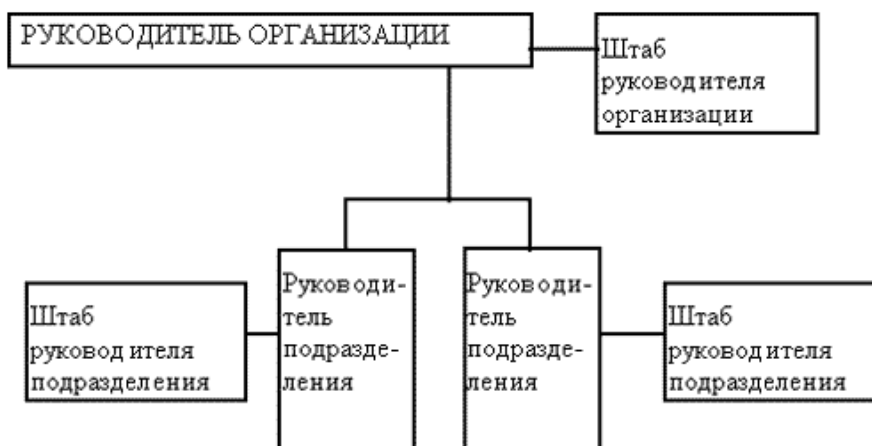 РУКОВОДИТЕЛЬ ОРГАНИЗАЦИИ
Штаб
руководителя
организации
Штаб
руководителя
подразделения
Руководи-
тель
подразде-
ления
Руководи-
тель
подразде-
ления
Штаб
руководителя
подразделения